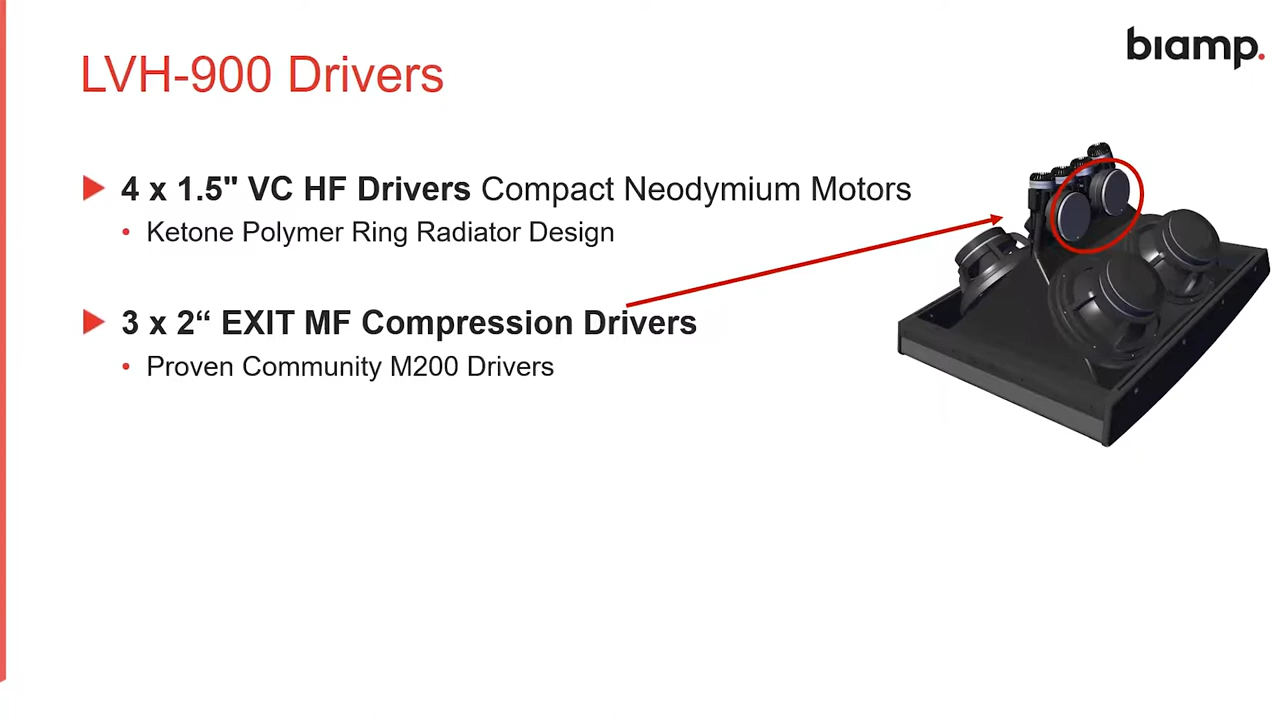 biamp.
LVH-900 Drivers
4 x 1.5" VC HF Drivers Compact Neodymium Motors
• Ketone Polymer Ring Radiator Design
3 x 2“ EXIT MF Compression Drivers
• Proven Community M200 Drivers